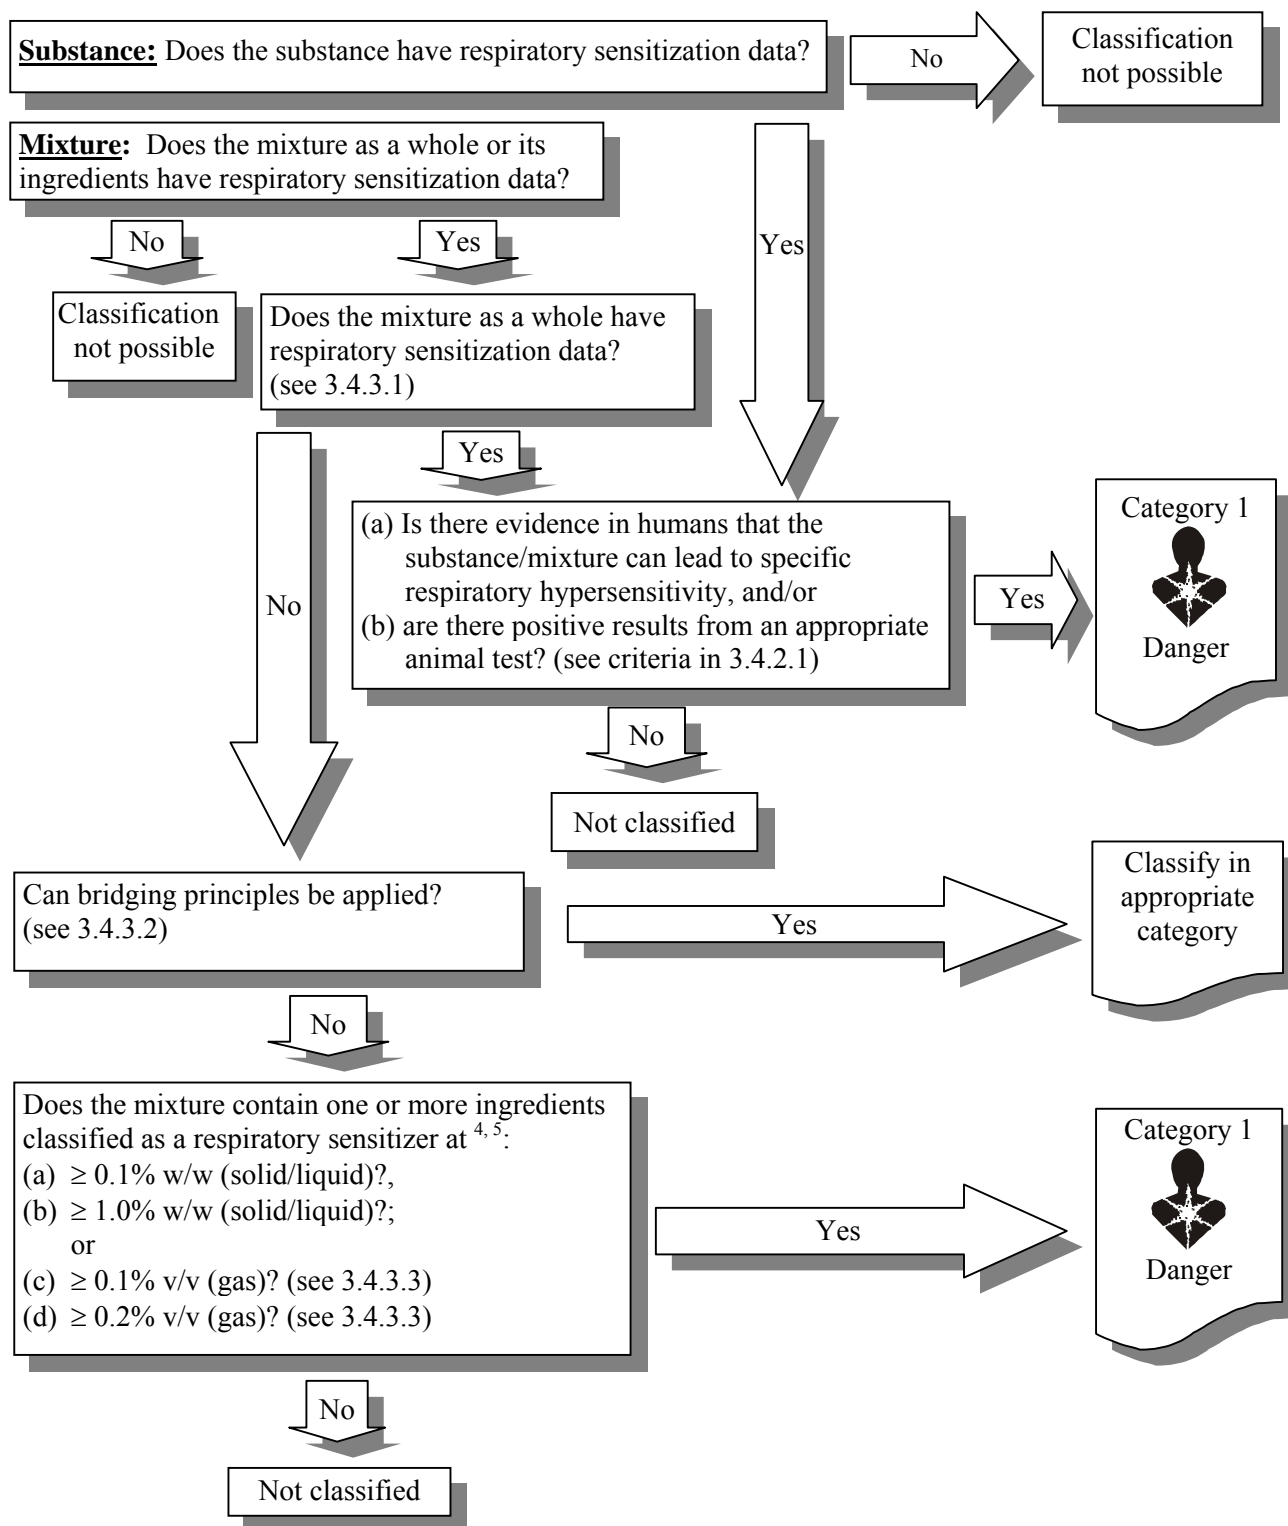 Substance: Does the substance have respiratory sensitization data?
No
Classification
not possible
Mixture: Does the mixture as a whole or its
ingredients have respiratory sensitization data?
No
Yes
Yes
Classification
not possible
Does the mixture as a whole have
respiratory sensitization data?
(see 3.4.3.1)
Yes
No
(a) Is there evidence in humans that the
substance/mixture can lead to specific
respiratory hypersensitivity, and/or
(b) are there positive results from an appropriate
animal test? (see criteria in 3.4.2.1)
Yes
Category 1
Danger
No
Not classified
Can bridging principles be applied?
(see 3.4.3.2)
Yes
Classify in
appropriate
category
No
Does the mixture contain one or more ingredients
classified as a respiratory sensitizer at 4, 5:
(a) ≥ 0.1% w/w (solid/liquid)?,
(b) ≥ 1.0% w/w (solid/liquid)?;
or
(c) ≥ 0.1% v/v (gas)? (see 3.4.3.3)
(d) ≥ 0.2% v/v (gas)? (see 3.4.3.3)
Yes
Category 1
Danger
No
Not classified